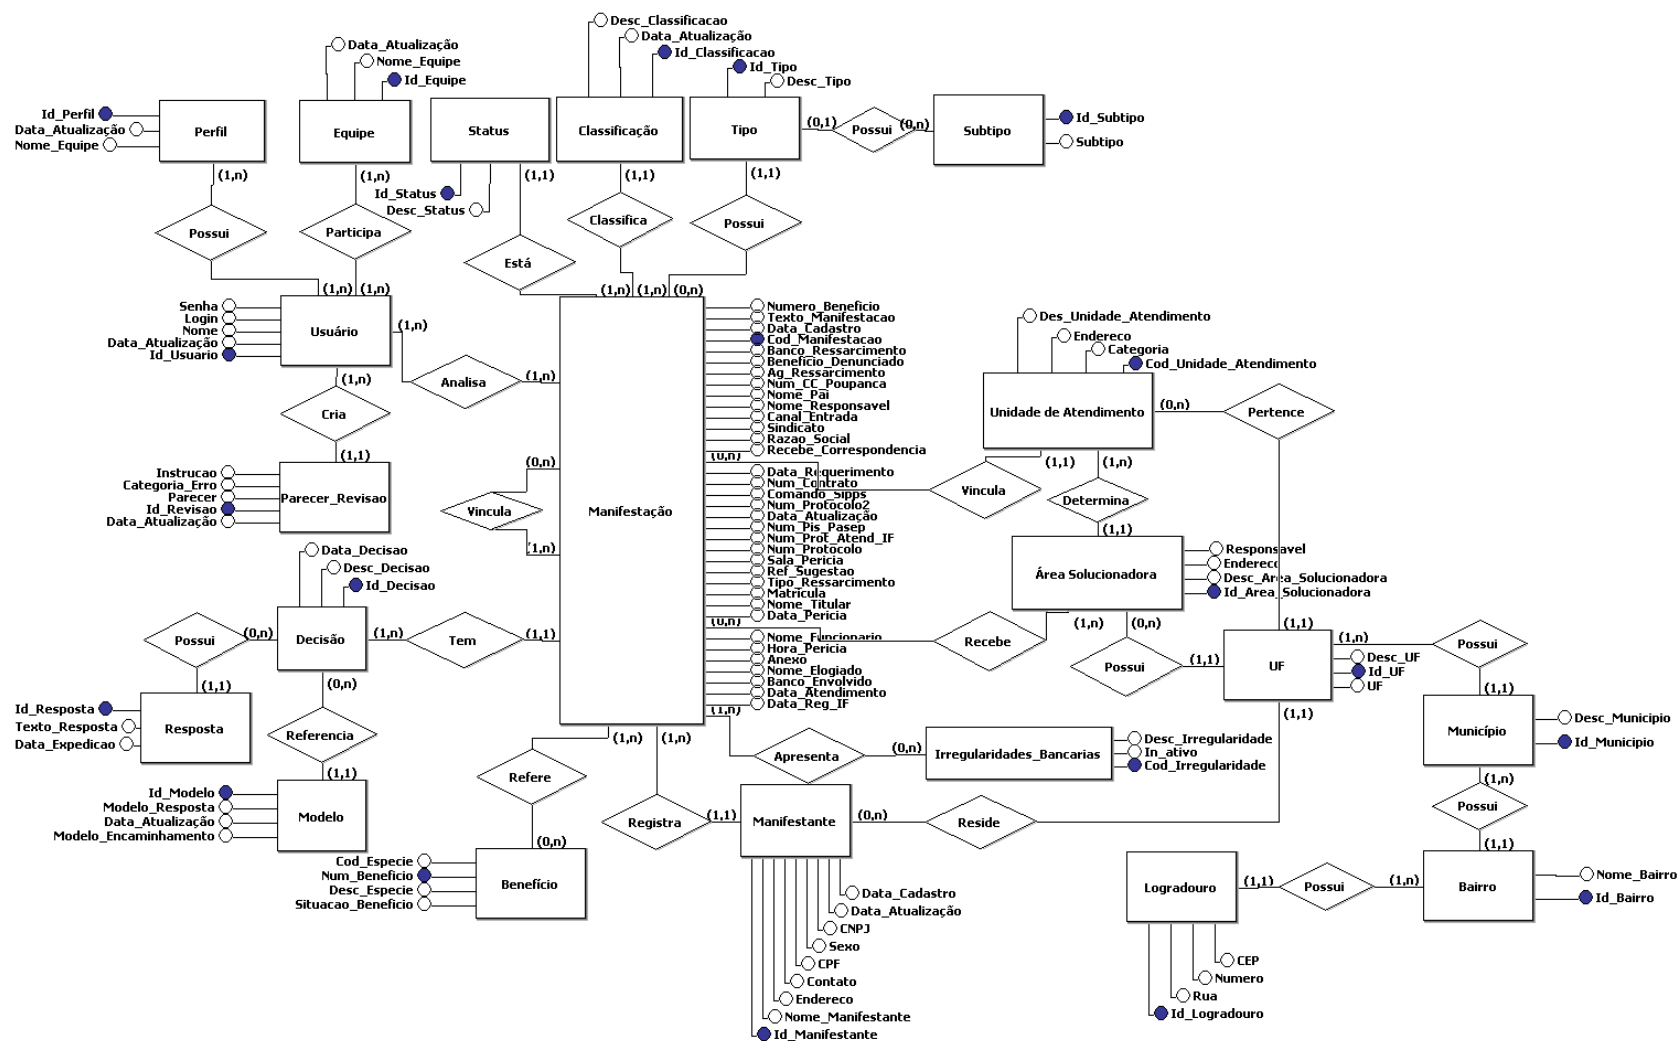 Desc_Classificacao
Data_Atualização
Id_Classificacao
Data_Atualização
Nome_Equipe
Id_Equipe
Id_Tipo
Desc_Tipo
Id_Perfil
Data_Atualização
Nome_Equipe
Perfil
Equipe
Status
Classificação
Tipo
(0,1)
Possui
(0,n)
Subtipo
Id_Subtipo
Subtipo
(1,n)
(1,n)
(1,1)
(1,1)
(1,1)
Id_Status
Desc_Status
Possui
Participa
Está
Classifica
Possui
(1,n)
(1,n)
(1,n)
(1,n)
(0,n)
Senha
Login
Nome
Data_Atualização
Id_Usuario
Usuário
(1,n)
Analisa
(1,n)
(1,n)
Cria
(1,1)
Instrucao
Categoria_Erro
Parecer
Id_Revisao
Data_Atualização
Parecer_Revisao
(0,n)
Vincula
(1,n)
Manifestação
Numero_Beneficio
Texto_Manifestacao
Data_Cadastro
Cod_Manifestacao
Banco_Ressarcimento
Beneficio_Denunciado
Ag_Ressarcimento
Num_CC_Poupanca
Nome_Pai
Nome_Responsavel
Canal_Entrada
Sindicato
Razao_Social
Recebe_Correspondencia
(0,n)
Data_Requerimento
Num_Contrato
Comando_Sipps
Num_Protocolo2
Data_Atualização
Num_Pis_Pasep
Num_Prot_Atend_IF
Num_Protocolo
Sala_Pericia
Ref_Sugestao
Tipo_Ressarcimento
Matricula
Nome_Titular
Data_Pericia
(0,n)
Nome_Funcionario
Hora_Pericia
Anexo
Nome_Elogiado
Banco_Envolvido
Data_Atendimento
Data_Reg_IF
(1,n)
Des_Unidade_Atendimento
Endereco
Categoria
Cod_Unidade_Atendimento
Unidade de Atendimento
(0,n)
Pertence
(1,1)
(1,n)
Vincula
Determina
(1,1)
Área Solucionadora
Responsavel
Endereco
Desc_Area_Solucionadora
Id_Area_Solucionadora
Recebe
(1,n)
(0,n)
Possui
(1,1)
(1,1)
UF
(1,n)
Desc_UF
Id_UF
UF
(1,1)
Possui
(1,1)
Município
Desc_Municipio
Id_Municipio
(1,n)
Possui
(1,1)
Bairro
Nome_Bairro
Id_Bairro
(1,n)
Possui
(1,1)
Logradouro
CEP
Numero
Rua
Id_Logradouro
Data_Decisao
Desc_Decisao
Id_Decisao
Possui
(0,n)
Decisão
(1,n)
Tem
(1,1)
(1,1)
(0,n)
Id_Resposta
Texto_Resposta
Data_Expedicao
Resposta
Referencia
(1,1)
Id_Modelo
Modelo_Resposta
Data_Atualização
Modelo_Encaminhamento
Modelo
(1,n)
(1,n)
Refere
(0,n)
Cod_Especie
Num_Beneficio
Desc_Especie
Situacao_Beneficio
Benefício
Registra
(1,1)
Apresenta
(0,n)
Irregularidades_Bancarias
Desc_Irregularidade
In_ativo
Cod_Irregularidade
Manifestante
(0,n)
Reside
Data_Cadastro
Data_Atualização
CNPJ
Sexo
CPF
Contato
Endereco
Nome_Manifestante
Id_Manifestante